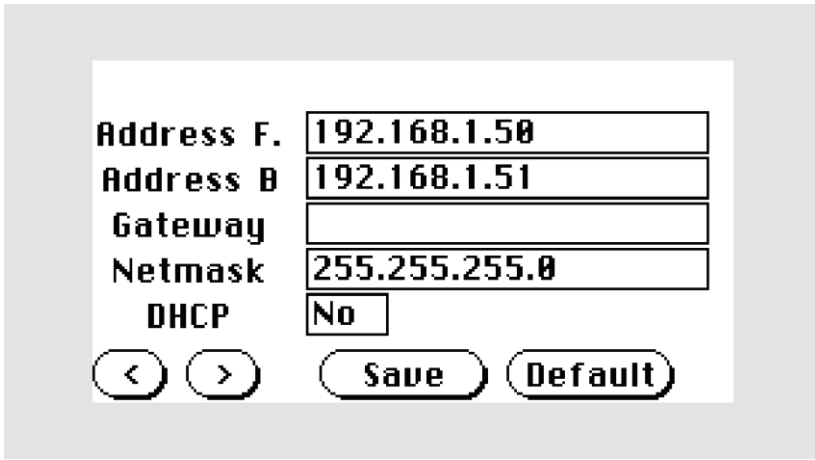 Address F. 192.168.1.50
Address B 192.168.1.51
Gateway
Netmask 255.255.255.0
DHCP No
< > Save Default